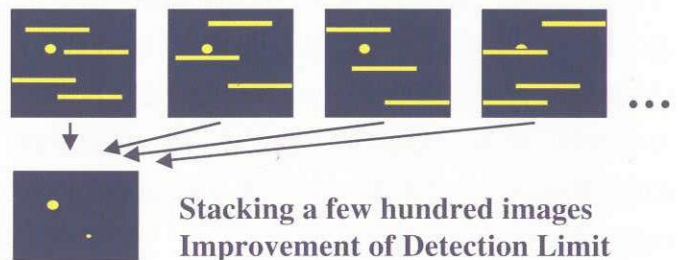 Stacking a few hundred images
Improvement of Detection Limit